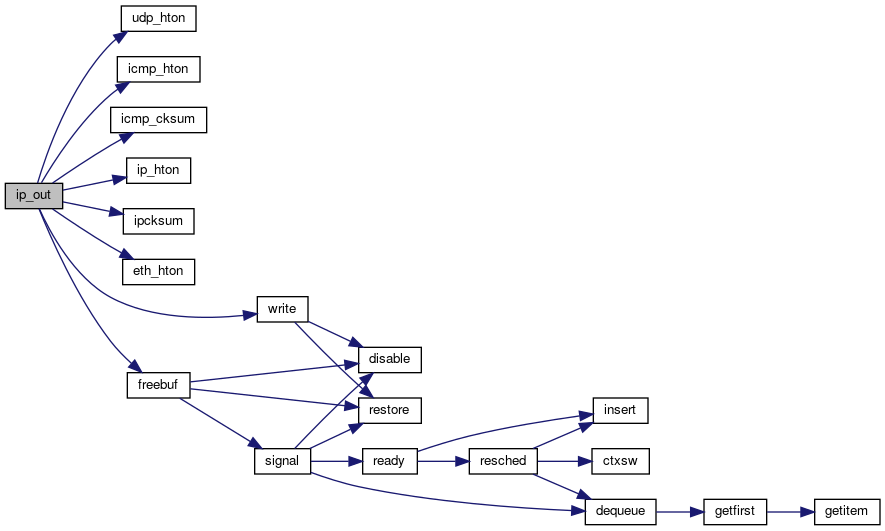 udp_hton
icmp_hton
icmp_cksum
ip_hton
ip_out
ipcksum
eth_hton
write
disable
freebuf
restore
insert
signal
ready
resched
ctxsw
dequeue
getfirst
getitem